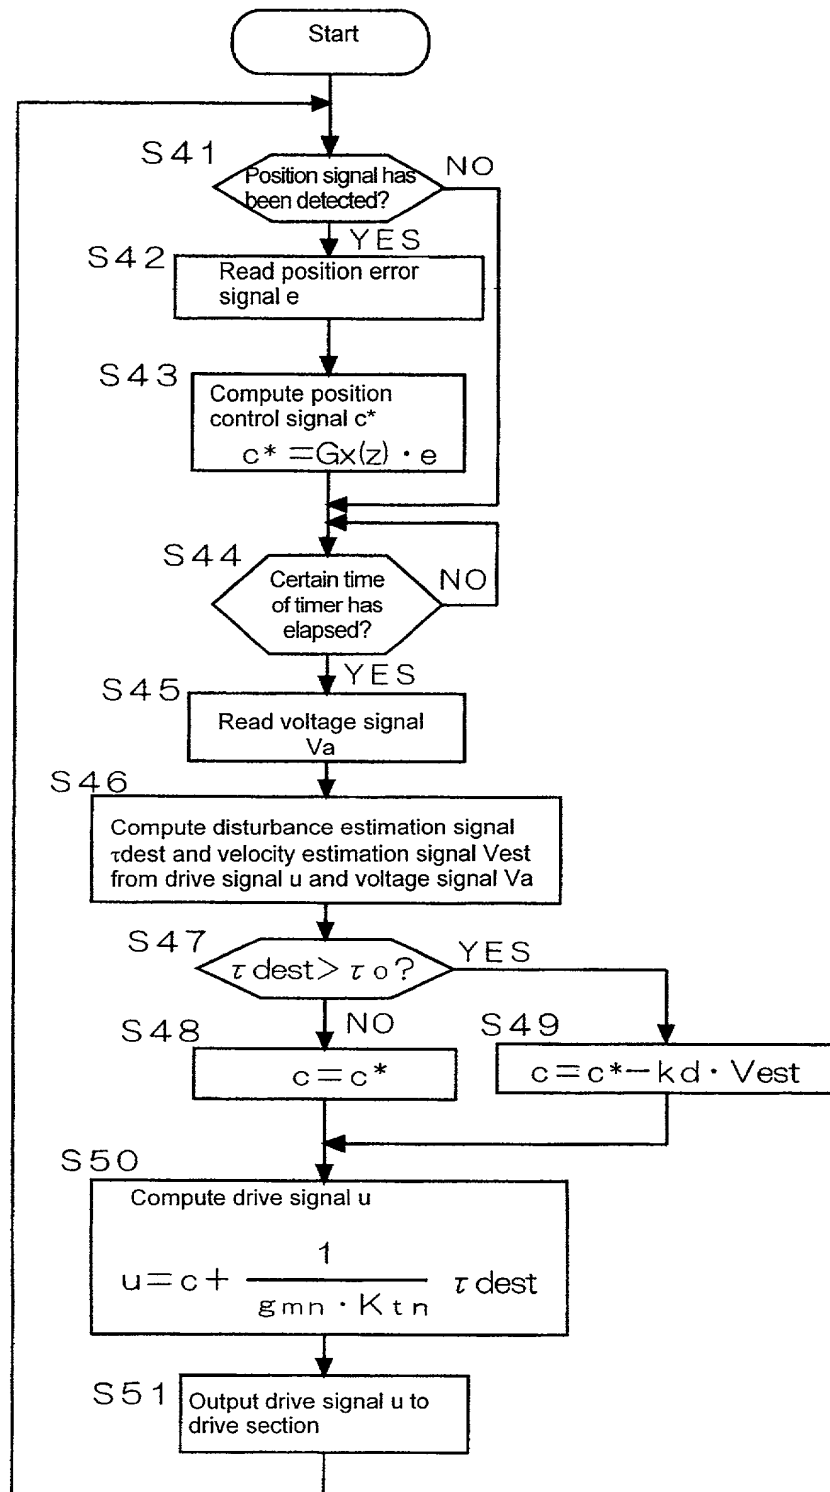 Start
S41
Position signal has
been detected?
NO
YES
S42
Read position error
signal e
S43
Compute position
control signal c*
c*=Gx(z)·e
S44
Certain time
of timer has
elapsed?
NO
YES
S45
Read voltage signal
Va
S46
Compute disturbance estimation signal
τdest and velocity estimation signal Vest
from drive signal u and voltage signal Va
S47
τdest>τo?
YES
NO
S48
c=c*
S49
c=c*-kd·Vest
S50
Compute drive signal u
u=c+ 1/(gmn·Ktn) τdest
S51
Output drive signal u to
drive section